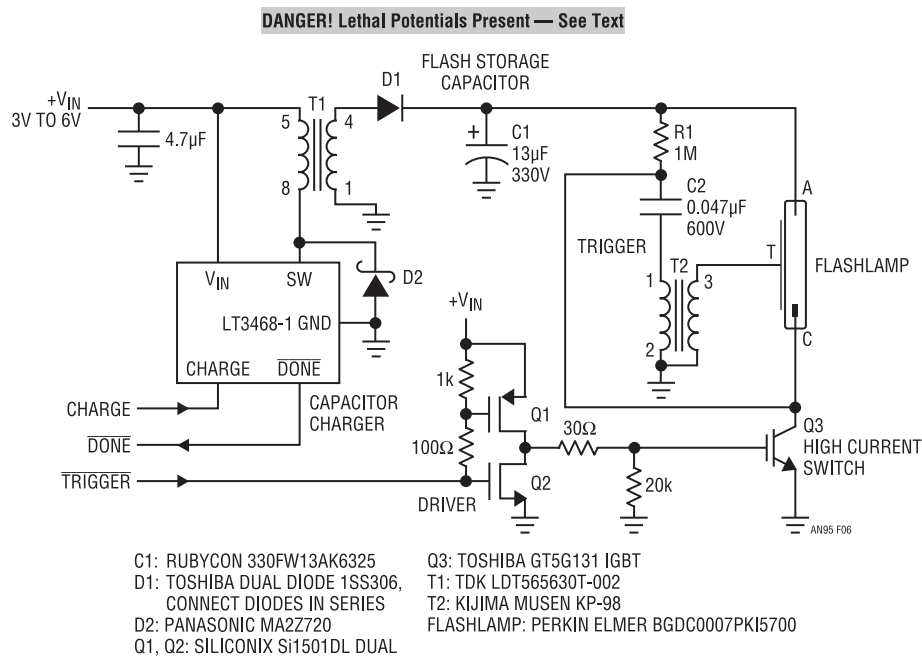 DANGER! Lethal Potentials Present — See Text
FLASH STORAGE
CAPACITOR
D1
+VIN
3V TO 6V
T1
5
4
8
1
4.7µF
+
C1
13µF
330V
R1
1M
C2
0.047µF
600V
A
TRIGGER
T
FLASHLAMP
1
T2
3
2
C
VIN
SW
D2
LT3468-1 GND
CHARGE
DONE
+VIN
1k
CAPACITOR
CHARGER
CHARGE
DONE
TRIGGER
Q1
100Ω
Q2
DRIVER
30Ω
20k
Q3
HIGH CURRENT
SWITCH
AN95 F06
C1: RUBYCON 330FW13AK6325
D1: TOSHIBA DUAL DIODE 1SS306,
CONNECT DIODES IN SERIES
D2: PANASONIC MA2Z720
Q1, Q2: SILICONIX Si1501DL DUAL
Q3: TOSHIBA GT5G131 IGBT
T1: TDK LDT565630T-002
T2: KIJIMA MUSEN KP-98
FLASHLAMP: PERKIN ELMER BGDC0007PKI5700